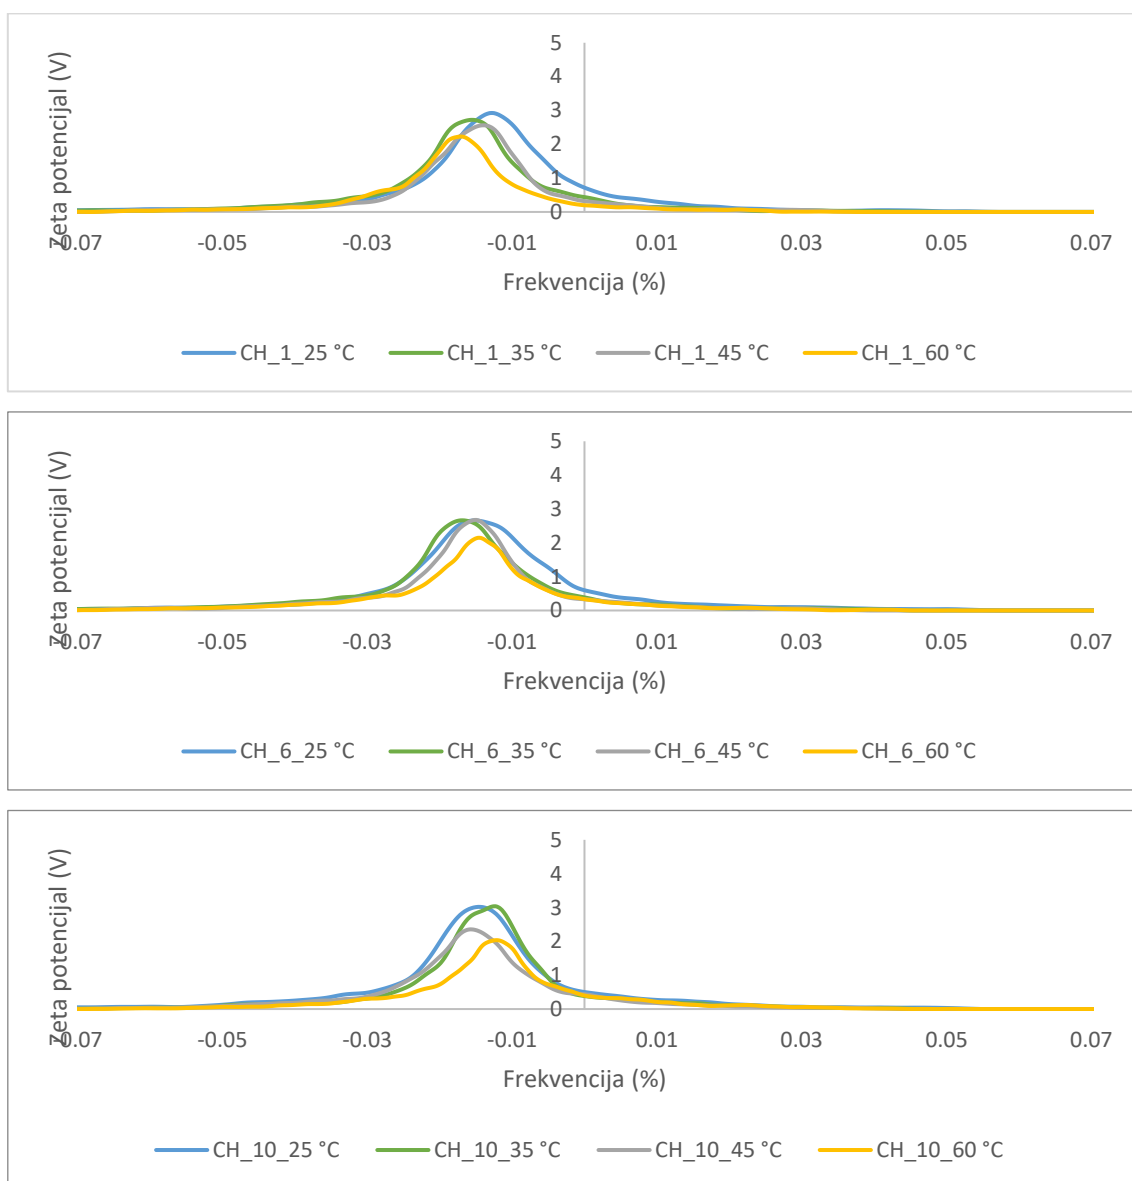 Zeta potencijal (V)
5
4
3
2
1
0
-0.07 -0.05 -0.03 -0.01 0.01 0.03 0.05 0.07
Frekvencija (%)
CH_1_25 °C CH_1_35 °C CH_1_45 °C CH_1_60 °C
Zeta potencijal (V)
5
4
3
2
1
0
-0.07 -0.05 -0.03 -0.01 0.01 0.03 0.05 0.07
Frekvencija (%)
CH_6_25 °C CH_6_35 °C CH_6_45 °C CH_6_60 °C
Zeta potencijal (V)
5
4
3
2
1
0
-0.07 -0.05 -0.03 -0.01 0.01 0.03 0.05 0.07
Frekvencija (%)
CH_10_25 °C CH_10_35 °C CH_10_45 °C CH_10_60 °C